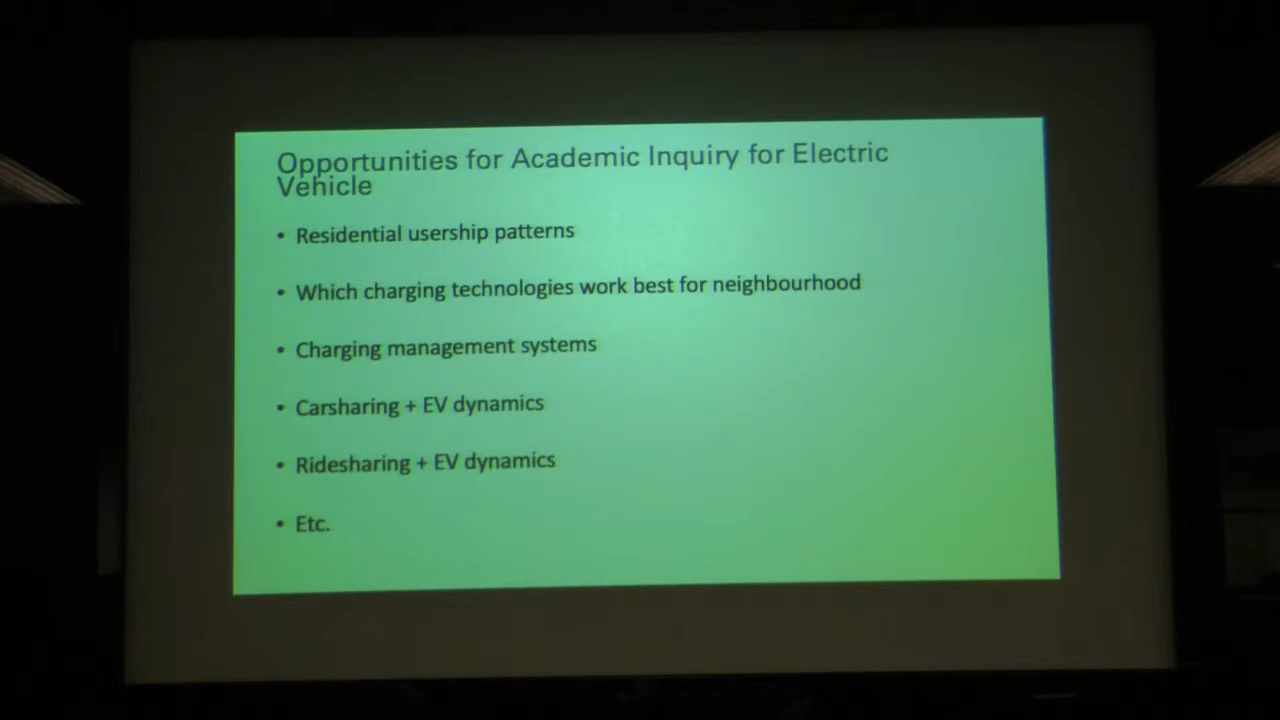 Opportunities for Academic Inquiry for Electric
Vehicle
• Residential usership patterns
• Which charging technologies work best for neighbourhood
• Charging management systems
• Carsharing + EV dynamics
• Ridesharing + EV dynamics
• Etc.